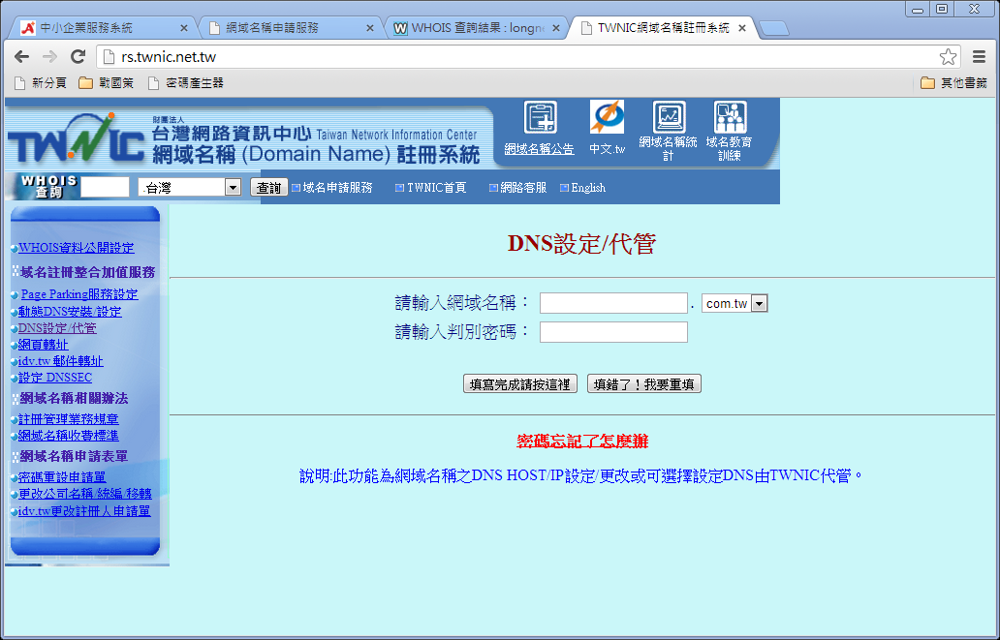 中小企業服務系統
網域名稱申請服務
WHOIS 查詢結果 : longn
TWNIC網域名稱註冊系統
rs.twnic.net.tw
新分頁
戰國策
密碼產生器
其他書籤
TWNIC
財團法人
台灣網路資訊中心 Taiwan Network Information Center
網域名稱 (Domain Name) 註冊系統
網域名稱公告
中文.tw
網域名稱統
計
域名教育
訓練
WHOIS
查詢
.台灣
查詢
域名申請服務
TWNIC首頁
網路客服
English
WHOIS資料公開設定
域名註冊整合加值服務
Page Parking服務設定
動態DNS安裝/設定
DNS設定/代管
網頁轉址
idv.tw 郵件轉址
設定 DNSSEC
網域名稱相關辦法
註冊管理業務規章
網域名稱收費標準
網域名稱申請表單
密碼重設申請單
更改公司名稱/統編/移轉
idv.tw更改註冊人申請單
DNS設定/代管
請輸入網域名稱： . com.tw
請輸入判別密碼：
填寫完成請按這裡
填錯了！我要重填
密碼忘記了怎麼辦
說明:此功能為網域名稱之DNS HOST/IP設定/更改或可選擇設定DNS由TWNIC代管。